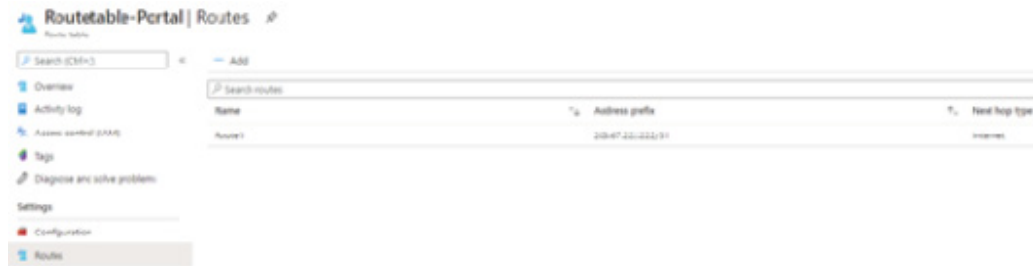 Routetable-Portal | Routes
Route table
Search (Ctrl+/)
Add
Overview
Search routes
Activity log
Name
Address prefix
Next hop type
Access control (IAM)
Route1
Internet
Tags
Diagnose and solve problems
Settings
Configuration
Routes